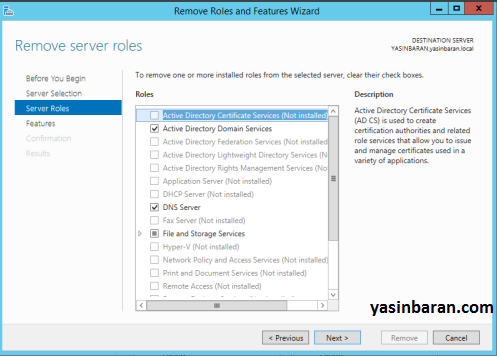 Remove Roles and Features Wizard
Remove server roles
DESTINATION SERVER
YASINBARAN.yasinbaran.local
Before You Begin
Server Selection
Server Roles
Features
Confirmation
Results
To remove one or more installed roles from the selected server, clear their check boxes.
Roles
Active Directory Certificate Services (Not installed)
Active Directory Domain Services
Active Directory Federation Services (Not installed)
Active Directory Lightweight Directory Services (N
Active Directory Rights Management Services (Not
Application Server (Not installed)
DHCP Server (Not installed)
DNS Server
Fax Server (Not installed)
File and Storage Services
Hyper-V (Not installed)
Network Policy and Access Services (Not installed)
Print and Document Services (Not installed)
Remote Access (Not installed)
Description
Active Directory Certificate Services
(AD CS) is used to create
certification authorities and related
role services that allow you to issue
and manage certificates used in a
variety of applications.
yasinbaran.com
< Previous
Next >
Remove
Cancel